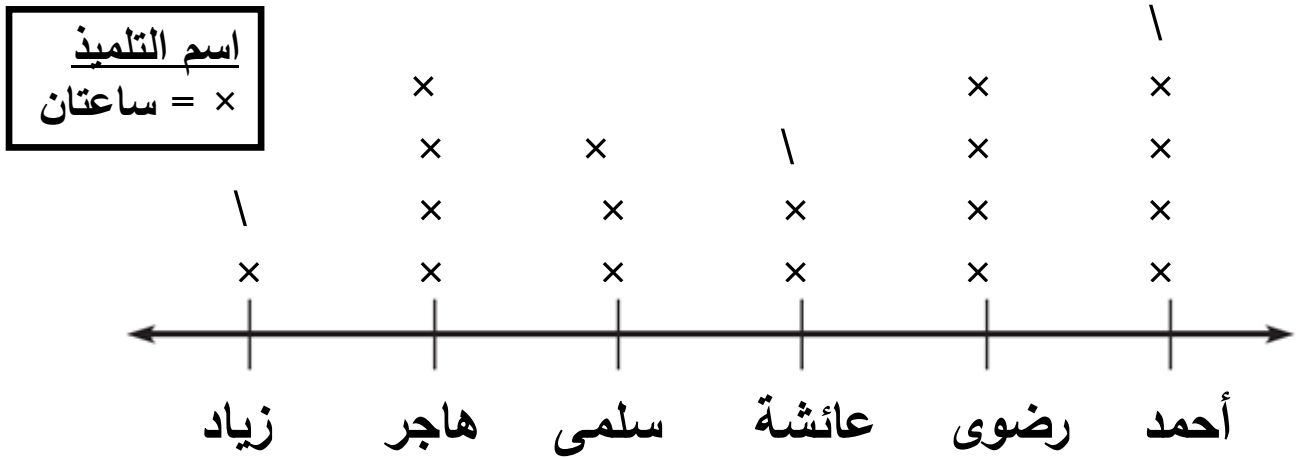 اسم التلميذ
× = ساعتان
\
× × ×
× \ × ×
× × × × × \
× × × × × ×
أحمد رضوى عائشة سلمى هاجر زياد